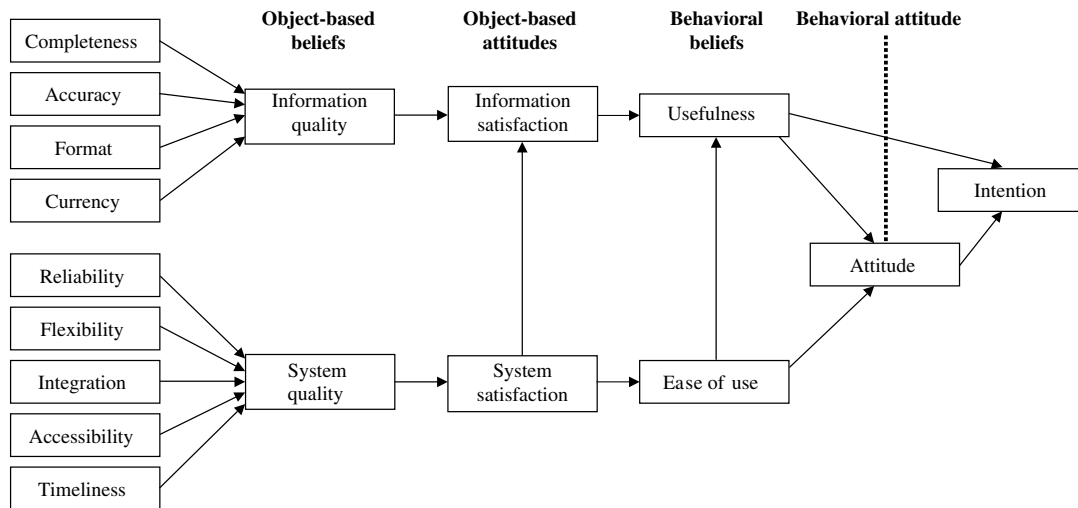 Object-based
beliefs
Object-based
attitudes
Behavioral
beliefs
Behavioral attitude
Completeness
Accuracy
Format
Currency
Information
quality
Information
satisfaction
Usefulness
Intention
Attitude
Reliability
Flexibility
Integration
Accessibility
Timeliness
System
quality
System
satisfaction
Ease of use